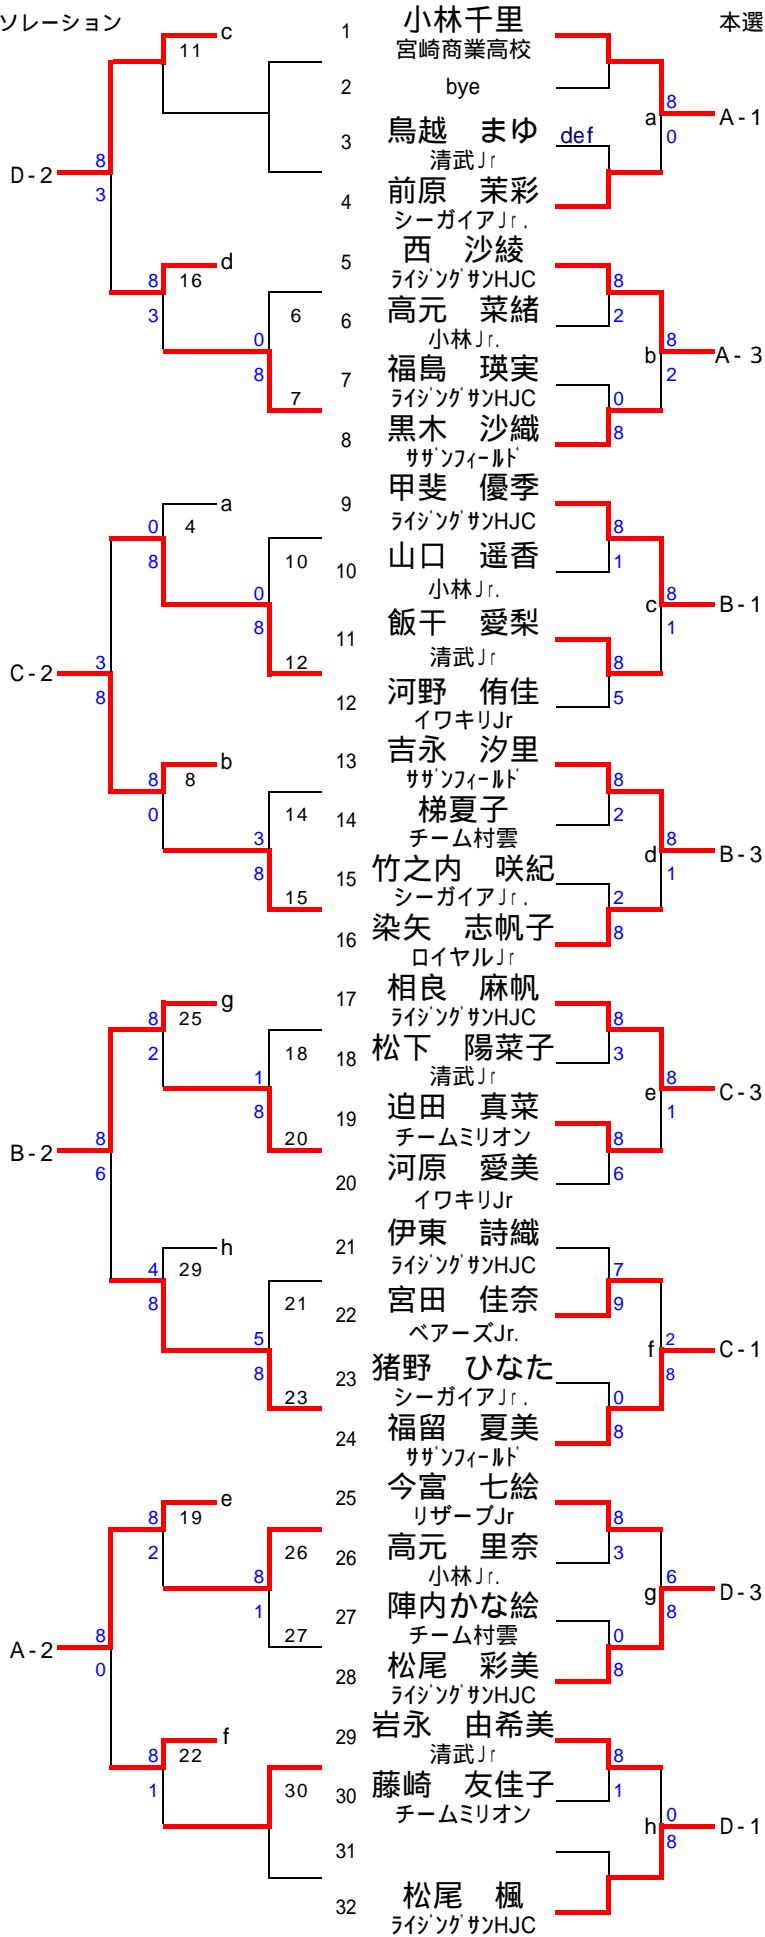 ソレーション
本選
c
11
1
小林千里
宮崎商業高校
2
bye
8
a
A-1
0
3
鳥越　まゆ
def
清武Jr
8
D-2
3
4
前原　茉彩
シーガイアJr.
5
西　沙綾
ﾗｲｼﾞﾝｸﾞｻﾝHJC
d
8
16
3
8
2
6
6
高元　菜緒
小林Jr.
0
8
7
8
b
A-3
2
7
福島　瑛実
ﾗｲｼﾞﾝｸﾞｻﾝHJC
0
8
8
黒木　沙織
ｻｻﾞﾝﾌｨｰﾙﾄﾞ
9
甲斐　優季
ﾗｲｼﾞﾝｸﾞｻﾝHJC
a
0
4
8
8
1
10
10
山口　遥香
小林Jr.
0
8
12
8
c
B-1
1
11
飯干　愛梨
清武Jr
8
5
3
C-2
8
12
河野　侑佳
イワキリJr
13
吉永　汐里
ｻｻﾞﾝﾌｨｰﾙﾄﾞ
b
8
8
0
8
2
14
14
梯夏子
チーム村雲
3
8
15
8
d
B-3
1
15
竹之内　咲紀
シーガイアJr.
2
8
16
染矢　志帆子
ロイヤルJr
17
相良　麻帆
ﾗｲｼﾞﾝｸﾞｻﾝHJC
g
8
25
2
8
3
18
18
松下　陽菜子
清武Jr
1
8
20
8
e
C-3
1
19
迫田　真菜
チームミリオン
8
6
8
B-2
6
20
河原　愛美
イワキリJr
21
伊東　詩織
ﾗｲｼﾞﾝｸﾞｻﾝHJC
h
4
29
8
7
9
21
22
宮田　佳奈
ベアーズJr.
5
8
23
2
f
C-1
8
23
猪野　ひなた
シーガイアJr.
0
8
24
福留　夏美
ｻｻﾞﾝﾌｨｰﾙﾄﾞ
25
今富　七絵
リザーブJr
e
8
19
2
8
3
26
26
高元　里奈
小林Jr.
8
1
27
6
g
D-3
8
27
陣内かな絵
チーム村雲
0
8
8
A-2
0
28
松尾　彩美
ﾗｲｼﾞﾝｸﾞｻﾝHJC
29
岩永　由希美
清武Jr
f
8
22
1
8
1
30
30
藤崎　友佳子
チームミリオン
0
h
D-1
8
31
32
松尾　楓
ﾗｲｼﾞﾝｸﾞｻﾝHJC